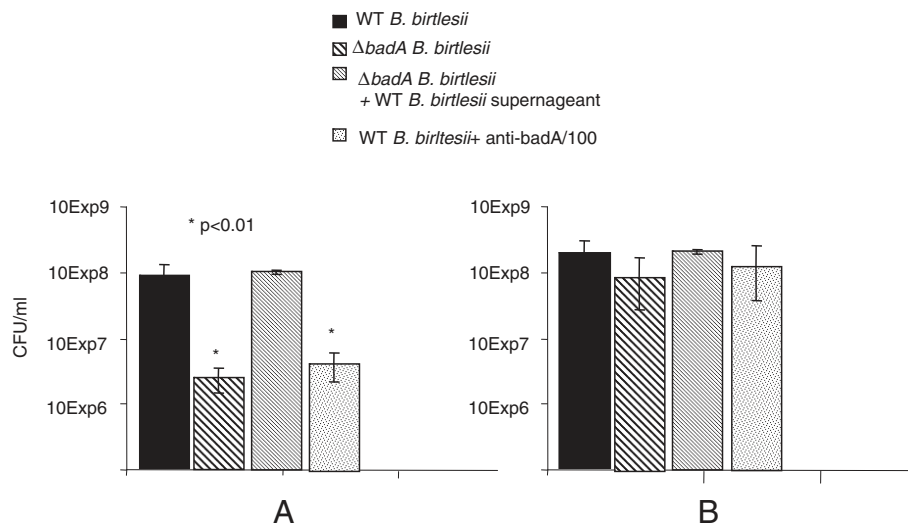 WT B. birtlesii
ΔbadA B. birtlesii
ΔbadA B. birtlesii
+ WT B. birtlesii supernageant
WT B. birltesii+ anti-badA/100
10Exp9
* p<0.01
10Exp8
10Exp7
10Exp6
CFU/ml
*
*
A
10Exp9
10Exp8
10Exp7
10Exp6
B